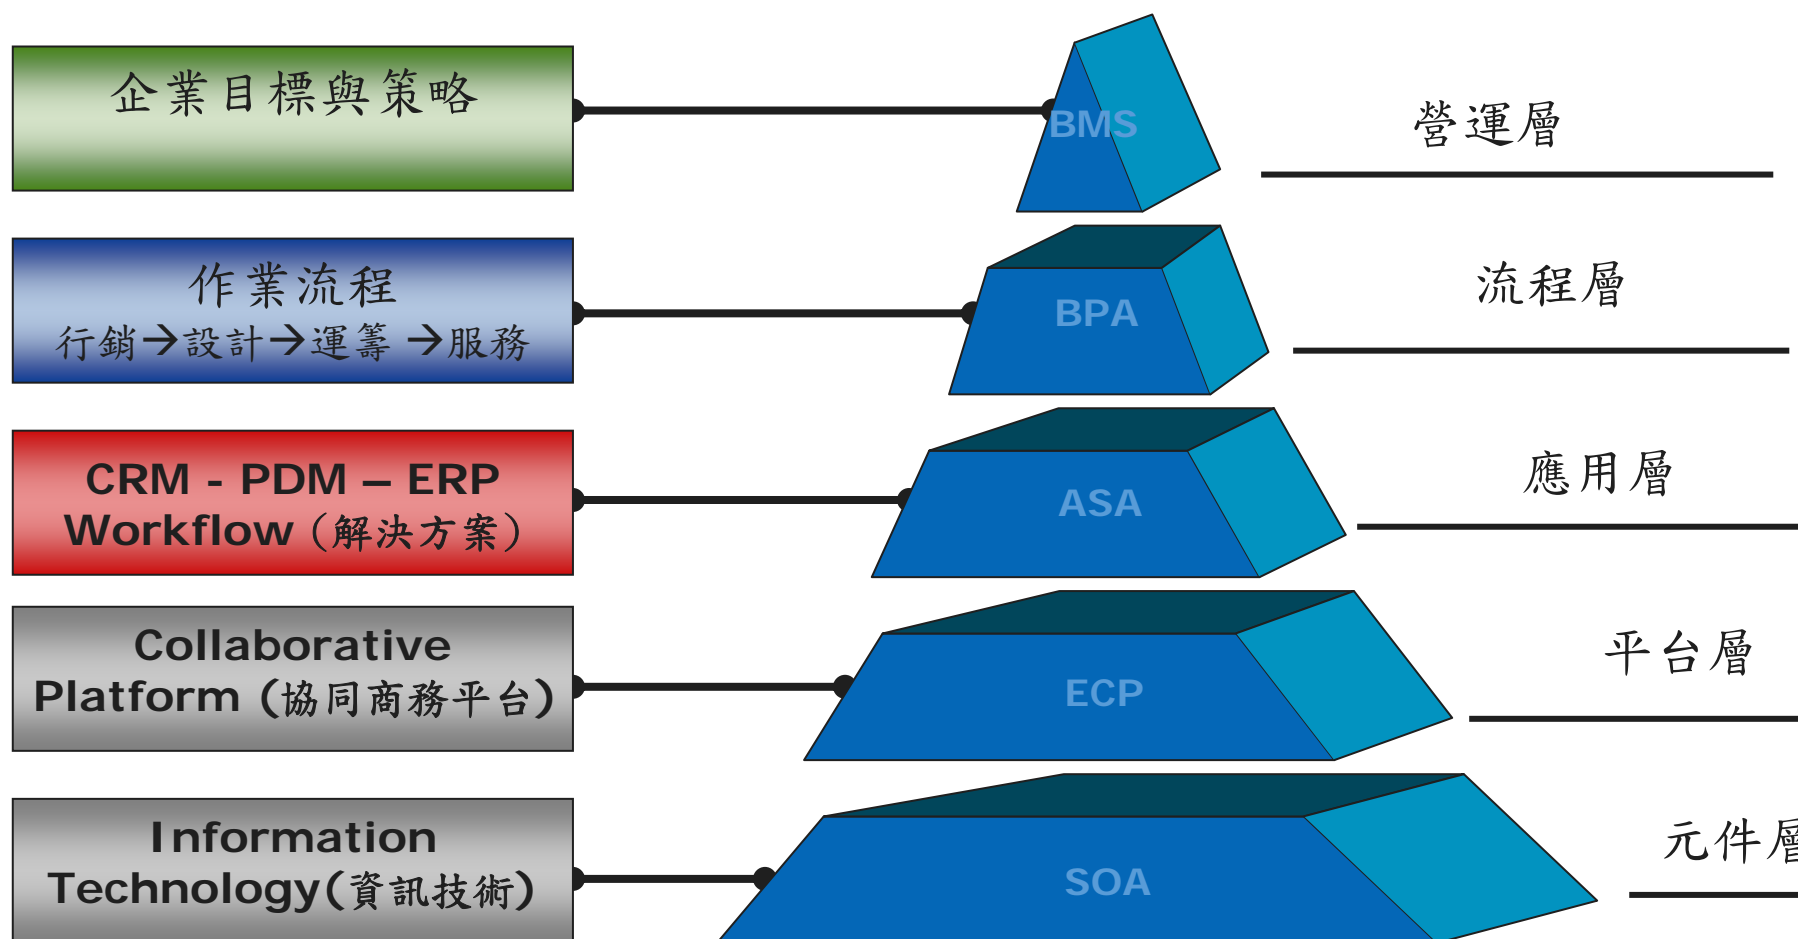 企業目標與策略
BMS
營運層
作業流程
行銷→設計→運籌→服務
BPA
流程層
CRM - PDM – ERP
Workflow (解決方案)
ASA
應用層
Collaborative
Platform (協同商務平台)
ECP
平台層
Information
Technology(資訊技術)
SOA
元件層